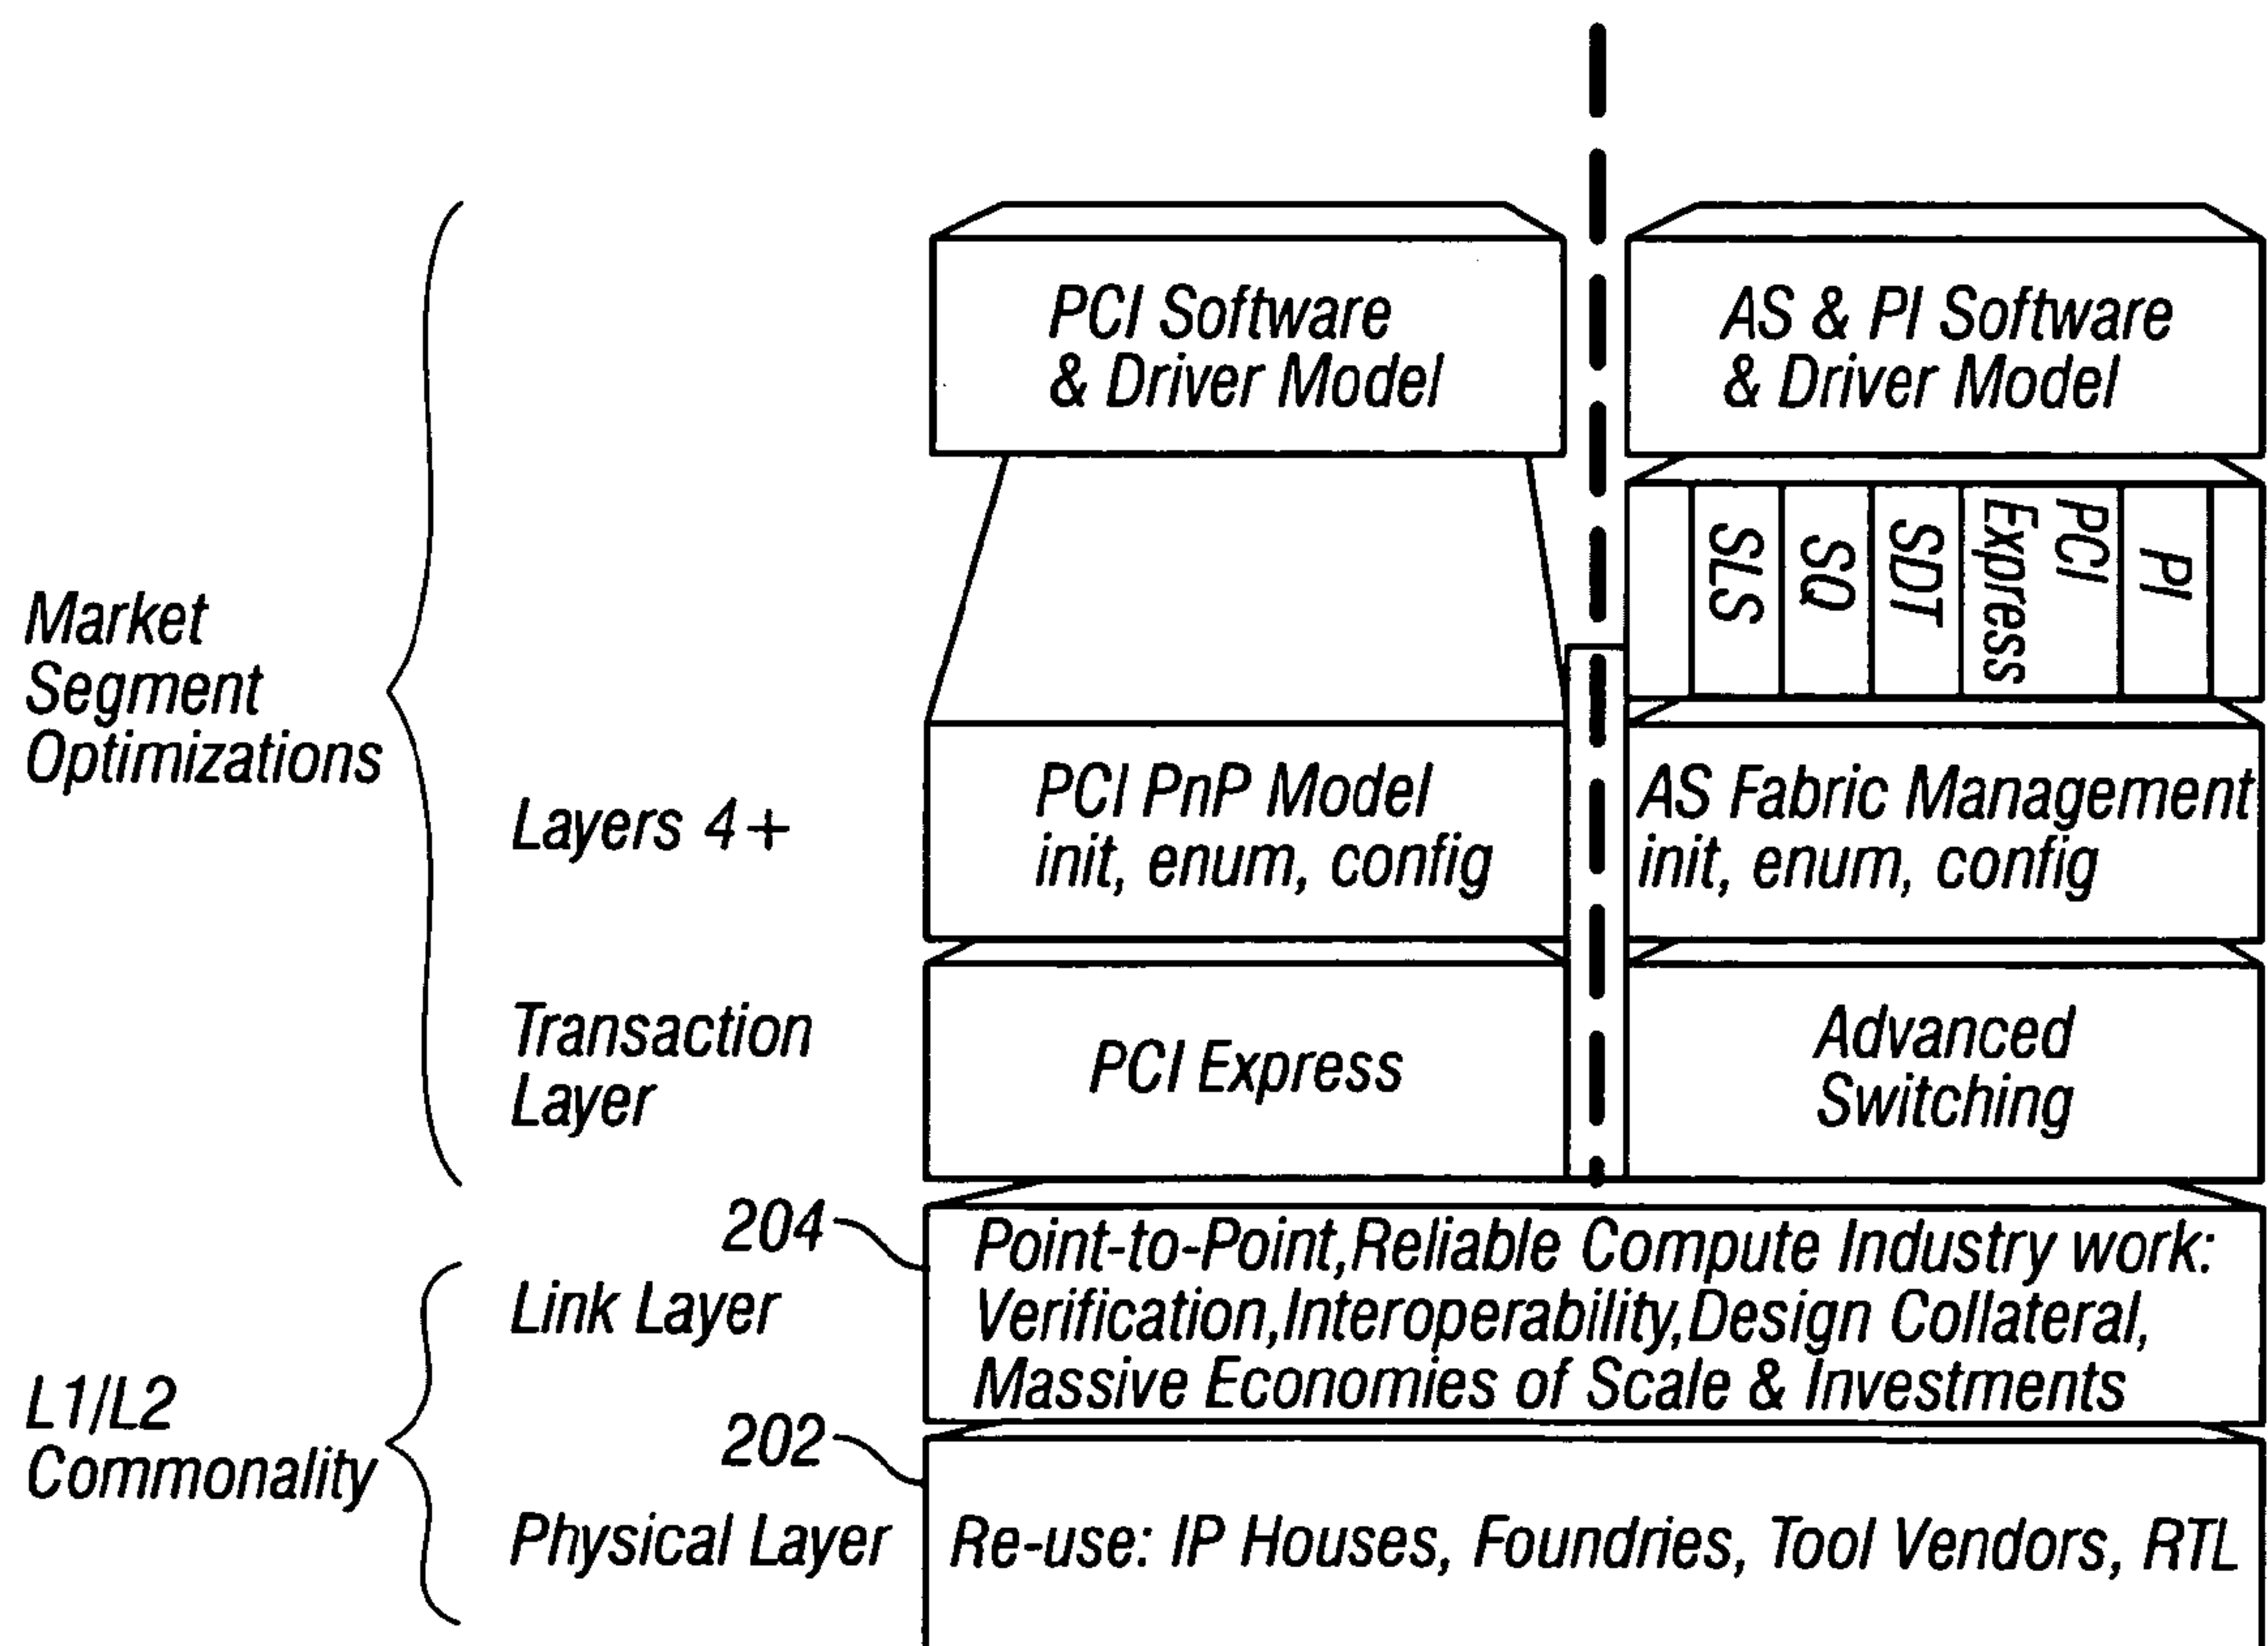 PCI Software
& Driver Model
AS & PI Software
& Driver Model
SLS
SQ
SDT
PCI
Express
PI
Market
Segment
Optimizations
Layers 4+
PCI PnP Model
init, enum, config
AS Fabric Management
init, enum, config
Transaction
Layer
PCI Express
Advanced
Switching
204
Link Layer
Point-to-Point,Reliable Compute Industry work:
Verification,Interoperability,Design Collateral,
Massive Economies of Scale & Investments
L1/L2
Commonality
202
Physical Layer
Re-use: IP Houses, Foundries, Tool Vendors, RTL